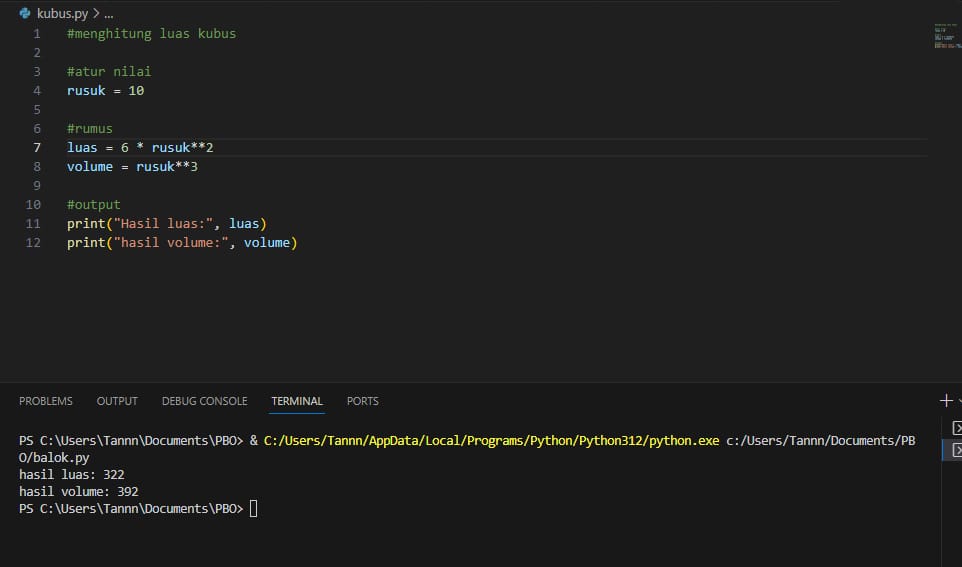 kubus.py > ...
1 #menghitung luas kubus
2
3 #atur nilai
4 rusuk = 10
5
6 #rumus
7 luas = 6 * rusuk**2
8 volume = rusuk**3
9
10 #output
11 print("Hasil luas:", luas)
12 print("hasil volume:", volume)
PROBLEMS OUTPUT DEBUG CONSOLE TERMINAL PORTS
PS C:\Users\Tannn\Documents\PBO> & C:/Users/Tannn/AppData/Local/Programs/Python/Python312/python.exe c:/Users/Tannn/Documents/PB
O/balok.py
hasil luas: 322
hasil volume: 392
PS C:\Users\Tannn\Documents\PBO>